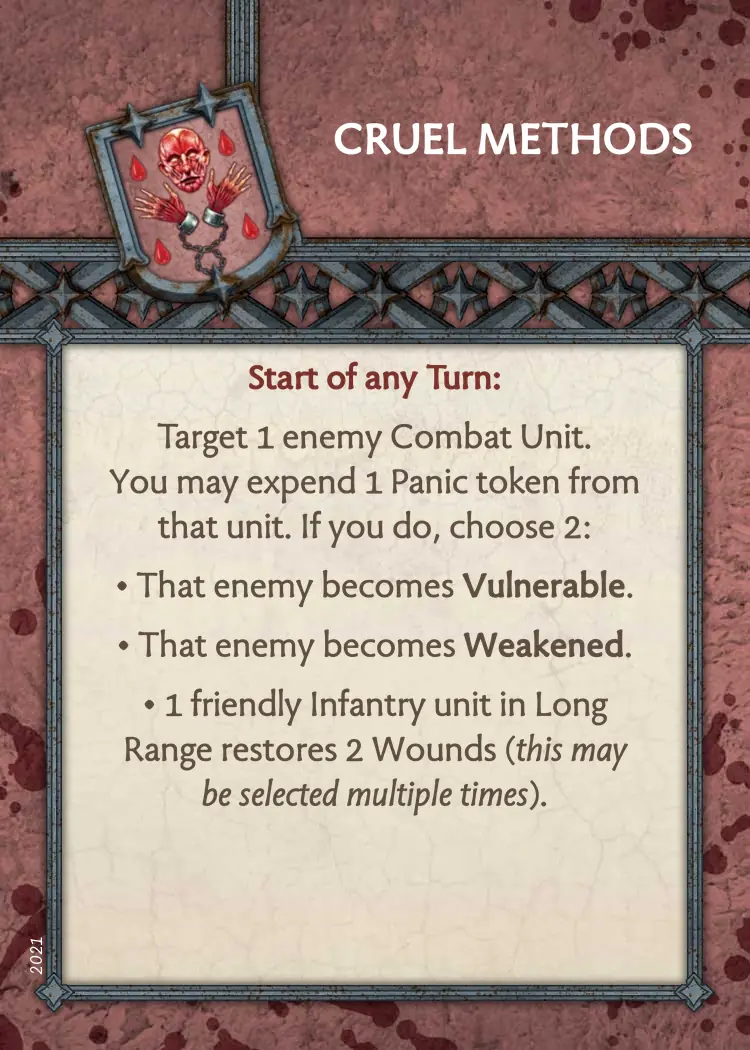 CRUEL METHODS
Start of any Turn:
Target 1 enemy Combat Unit.
You may expend 1 Panic token from
that unit. If you do, choose 2:
• That enemy becomes Vulnerable.
• That enemy becomes Weakened.
• 1 friendly Infantry unit in Long
Range restores 2 Wounds (this may
be selected multiple times).
2021